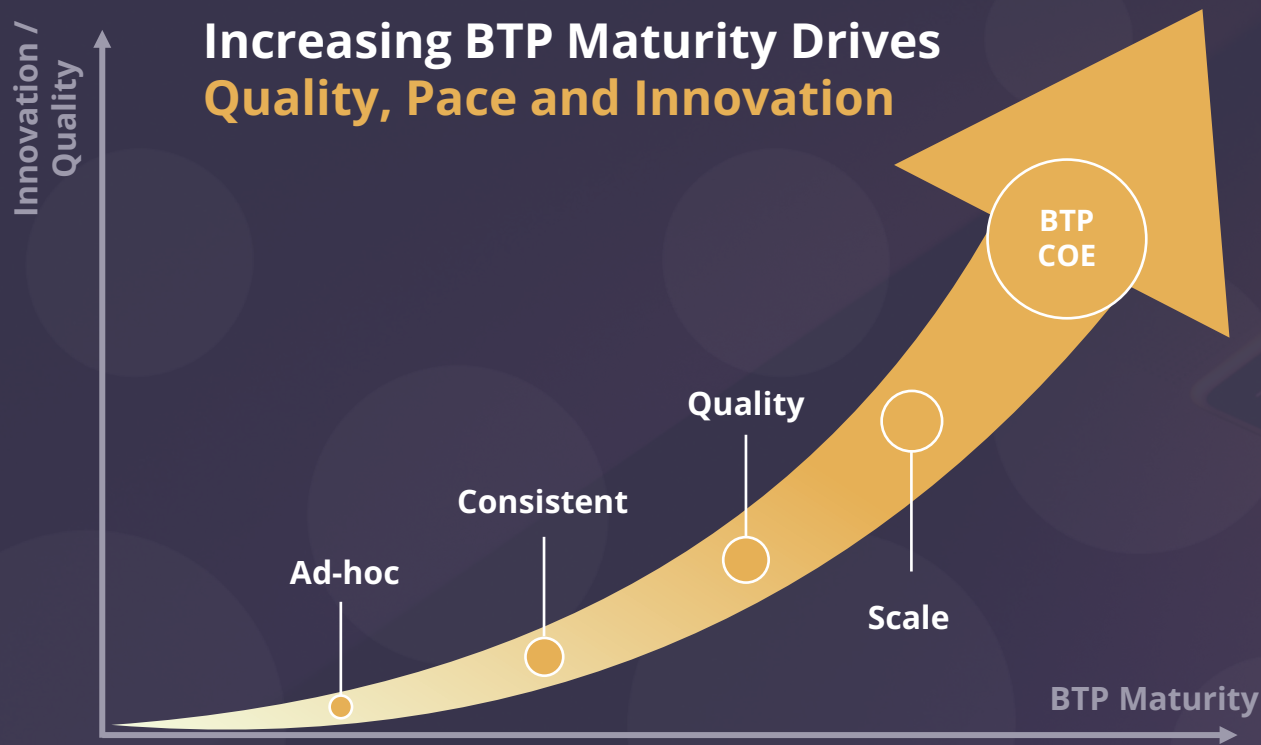 Increasing BTP Maturity Drives
Quality, Pace and Innovation
Innovation /
Quality
BTP
COE
Quality
Consistent
Ad-hoc
Scale
BTP Maturity